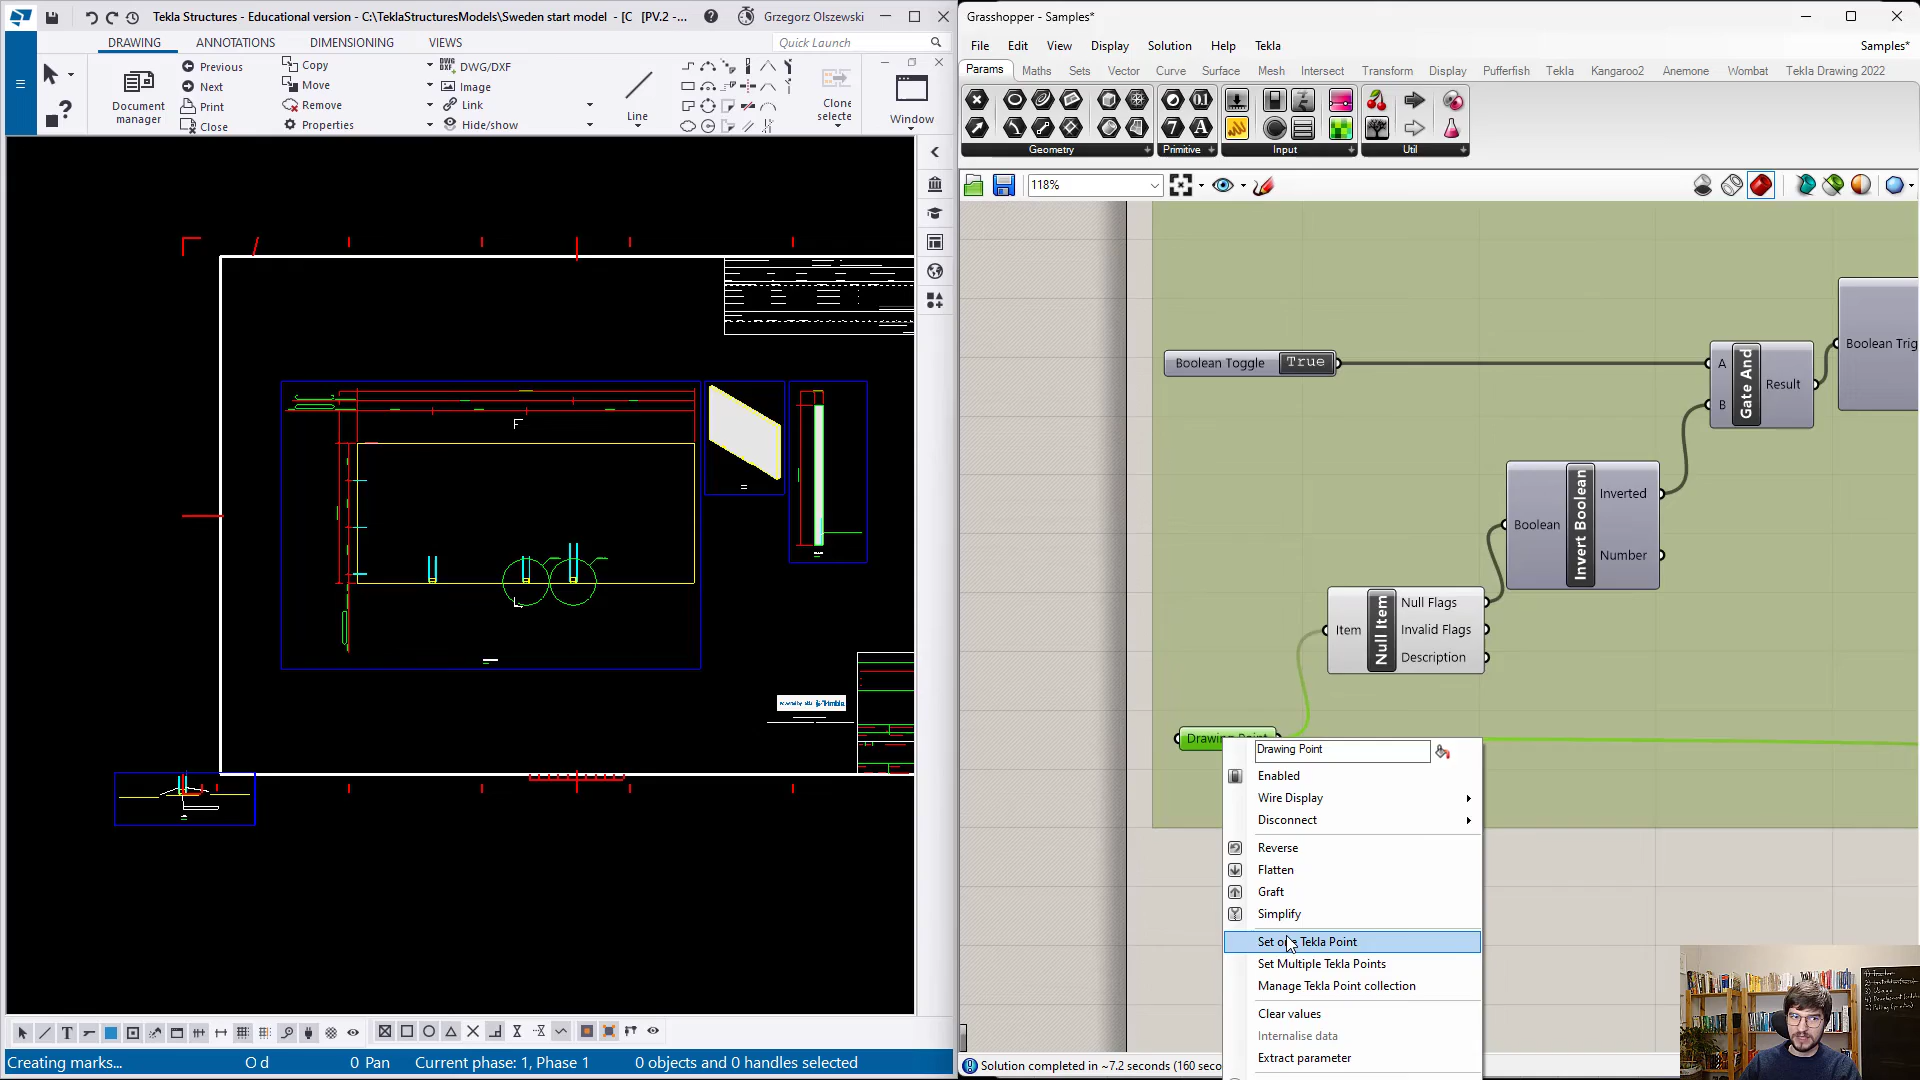 Tekla Structures - Educational version - C:\TeklaStructuresModels\Sweden start model - [C [PV.2 -...
Grzegorz Olszewski
DRAWING
ANNOTATIONS
DIMENSIONING
VIEWS
Quick Launch
Document manager
Previous
Next
Print
Close
Copy
Move
Remove
Properties
DWG/DXF
Image
Link
Hide/show
Line
Clone selecte
Window
F
Creating marks...
O d
0 Pan
Current phase: 1, Phase 1
0 objects and 0 handles selected
Grasshopper - Samples*
File
Edit
View
Display
Solution
Help
Tekla
Samples*
Params
Maths
Sets
Vector
Curve
Surface
Mesh
Intersect
Transform
Display
Pufferfish
Tekla
Kangaroo2
Anemone
Wombat
Tekla Drawing 2022
Geometry
Primitive
Input
Util
118%
Boolean Toggle
True
A
B
Gate And
Result
Boolean Trig
Boolean
Invert Boolean
Inverted
Number
Item
Null Item
Null Flags
Invalid Flags
Description
Drawing Point
Drawing Point
Enabled
Wire Display
Disconnect
Reverse
Flatten
Graft
Simplify
Set one Tekla Point
Set Multiple Tekla Points
Manage Tekla Point collection
Clear values
Internalise data
Extract parameter
Solution completed in ~7.2 seconds (160 seco